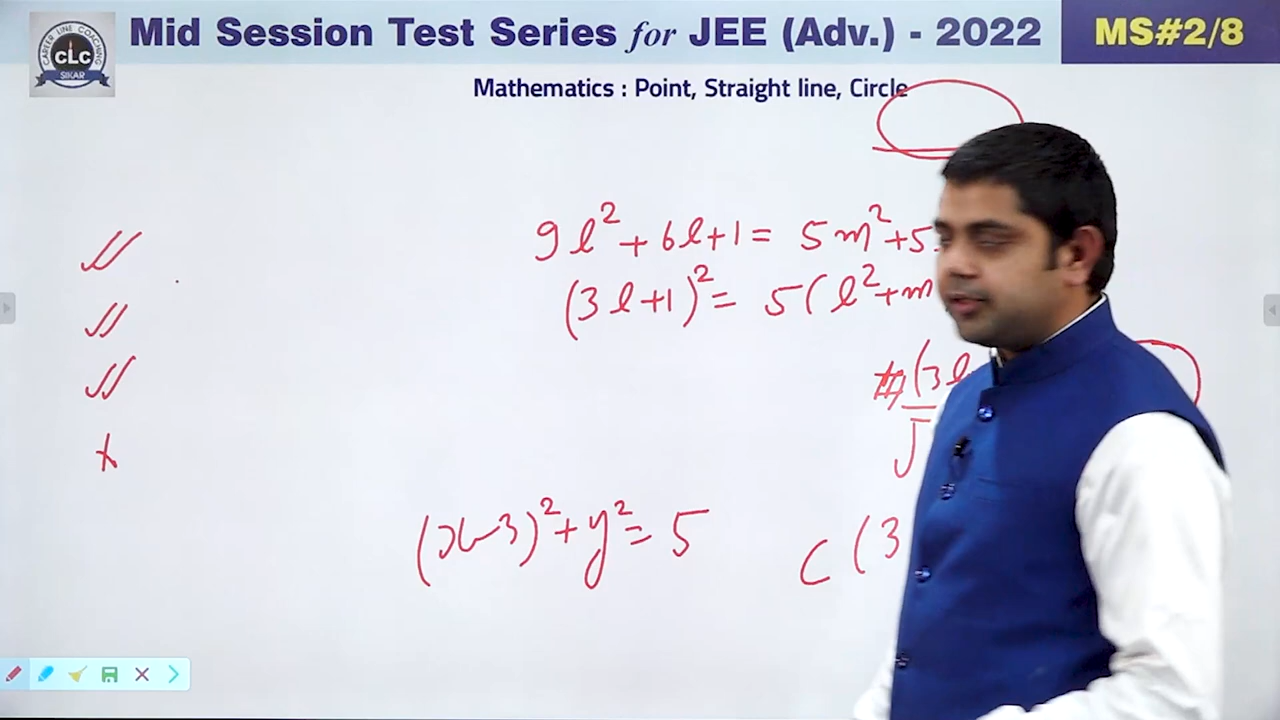 Mid Session Test Series for JEE (Adv.) - 2022
MS#2/8
CAREER LINE COACHING
CLC
SIKAR
Mathematics : Point, Straight line, Circle
9l² + 6l + 1 = 5m² + 5
(3l + 1)² = 5(l² + m
(3l
√
(x-3)² + y² = 5
C (3